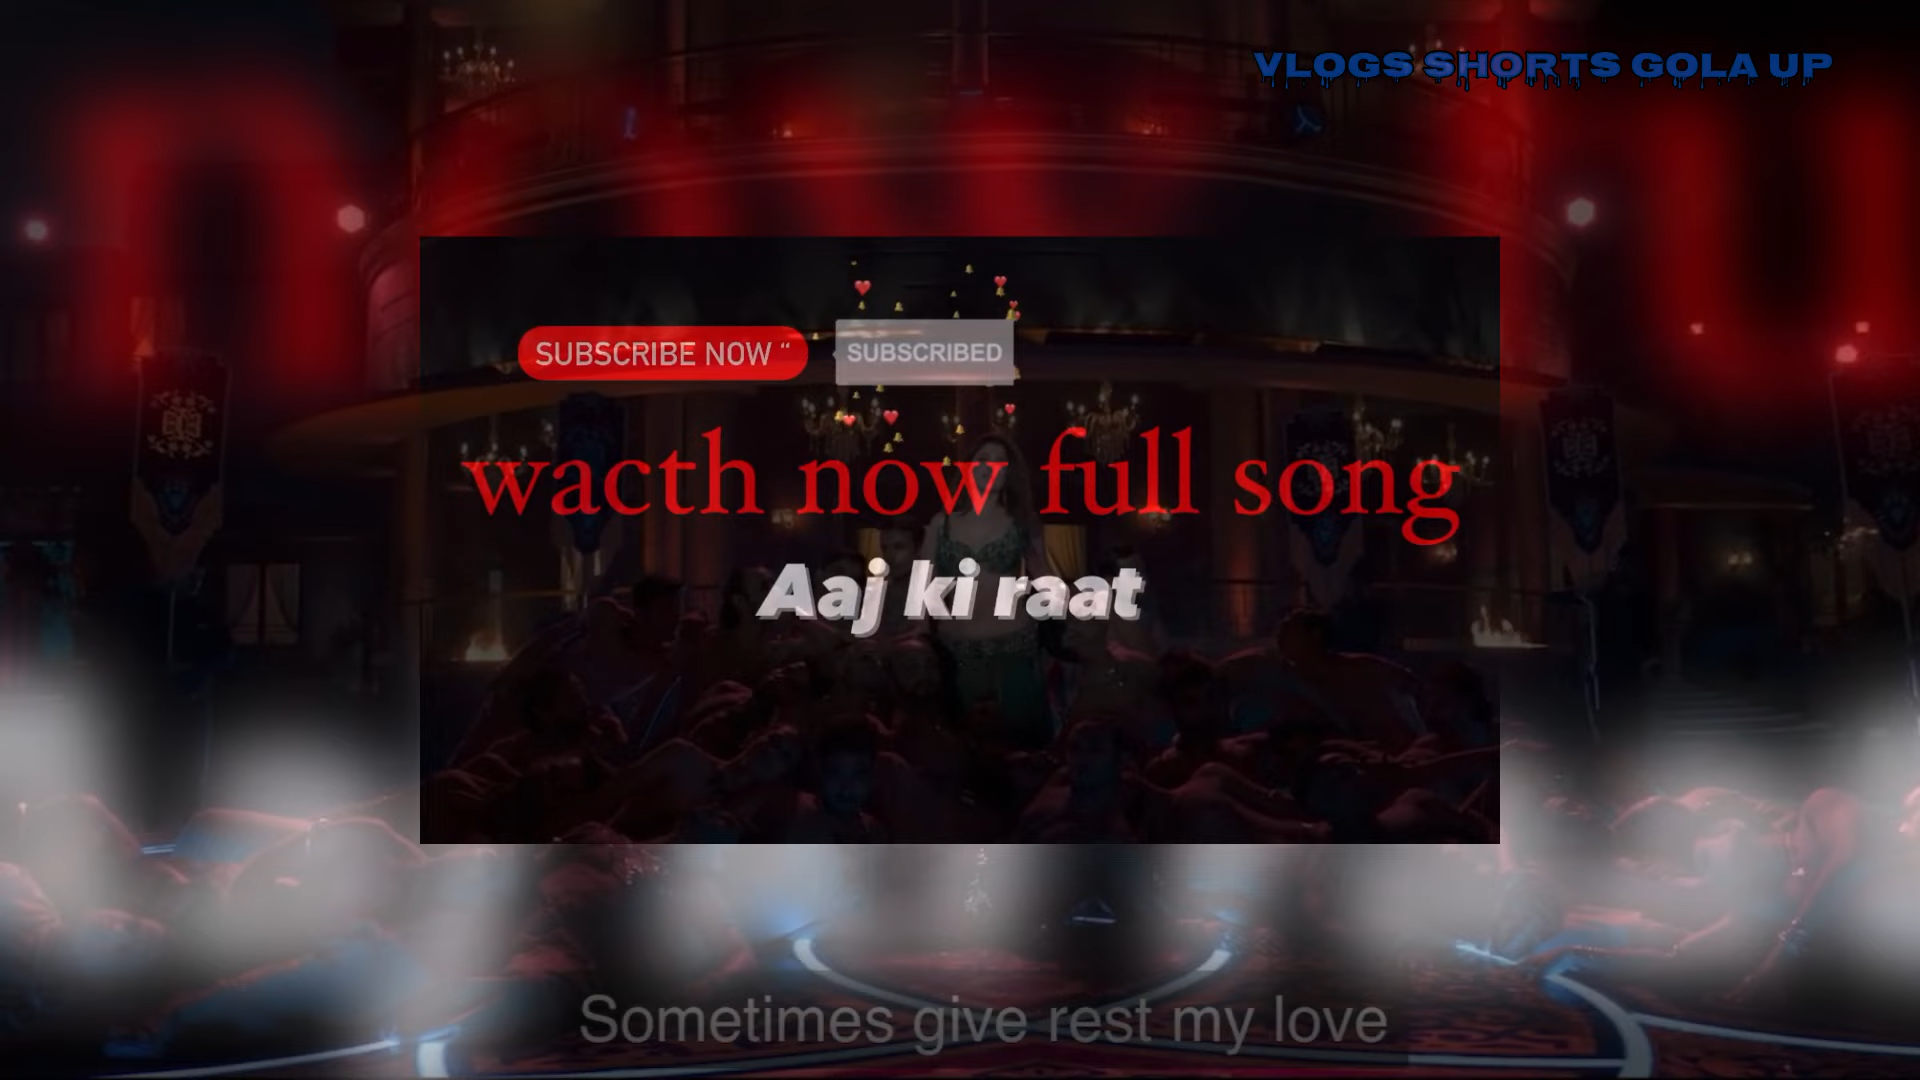 VLOGS SHORTS GOLA UP
SUBSCRIBE NOW “
SUBSCRIBED
wacth now full song
Aaj ki raat
Sometimes give rest my love